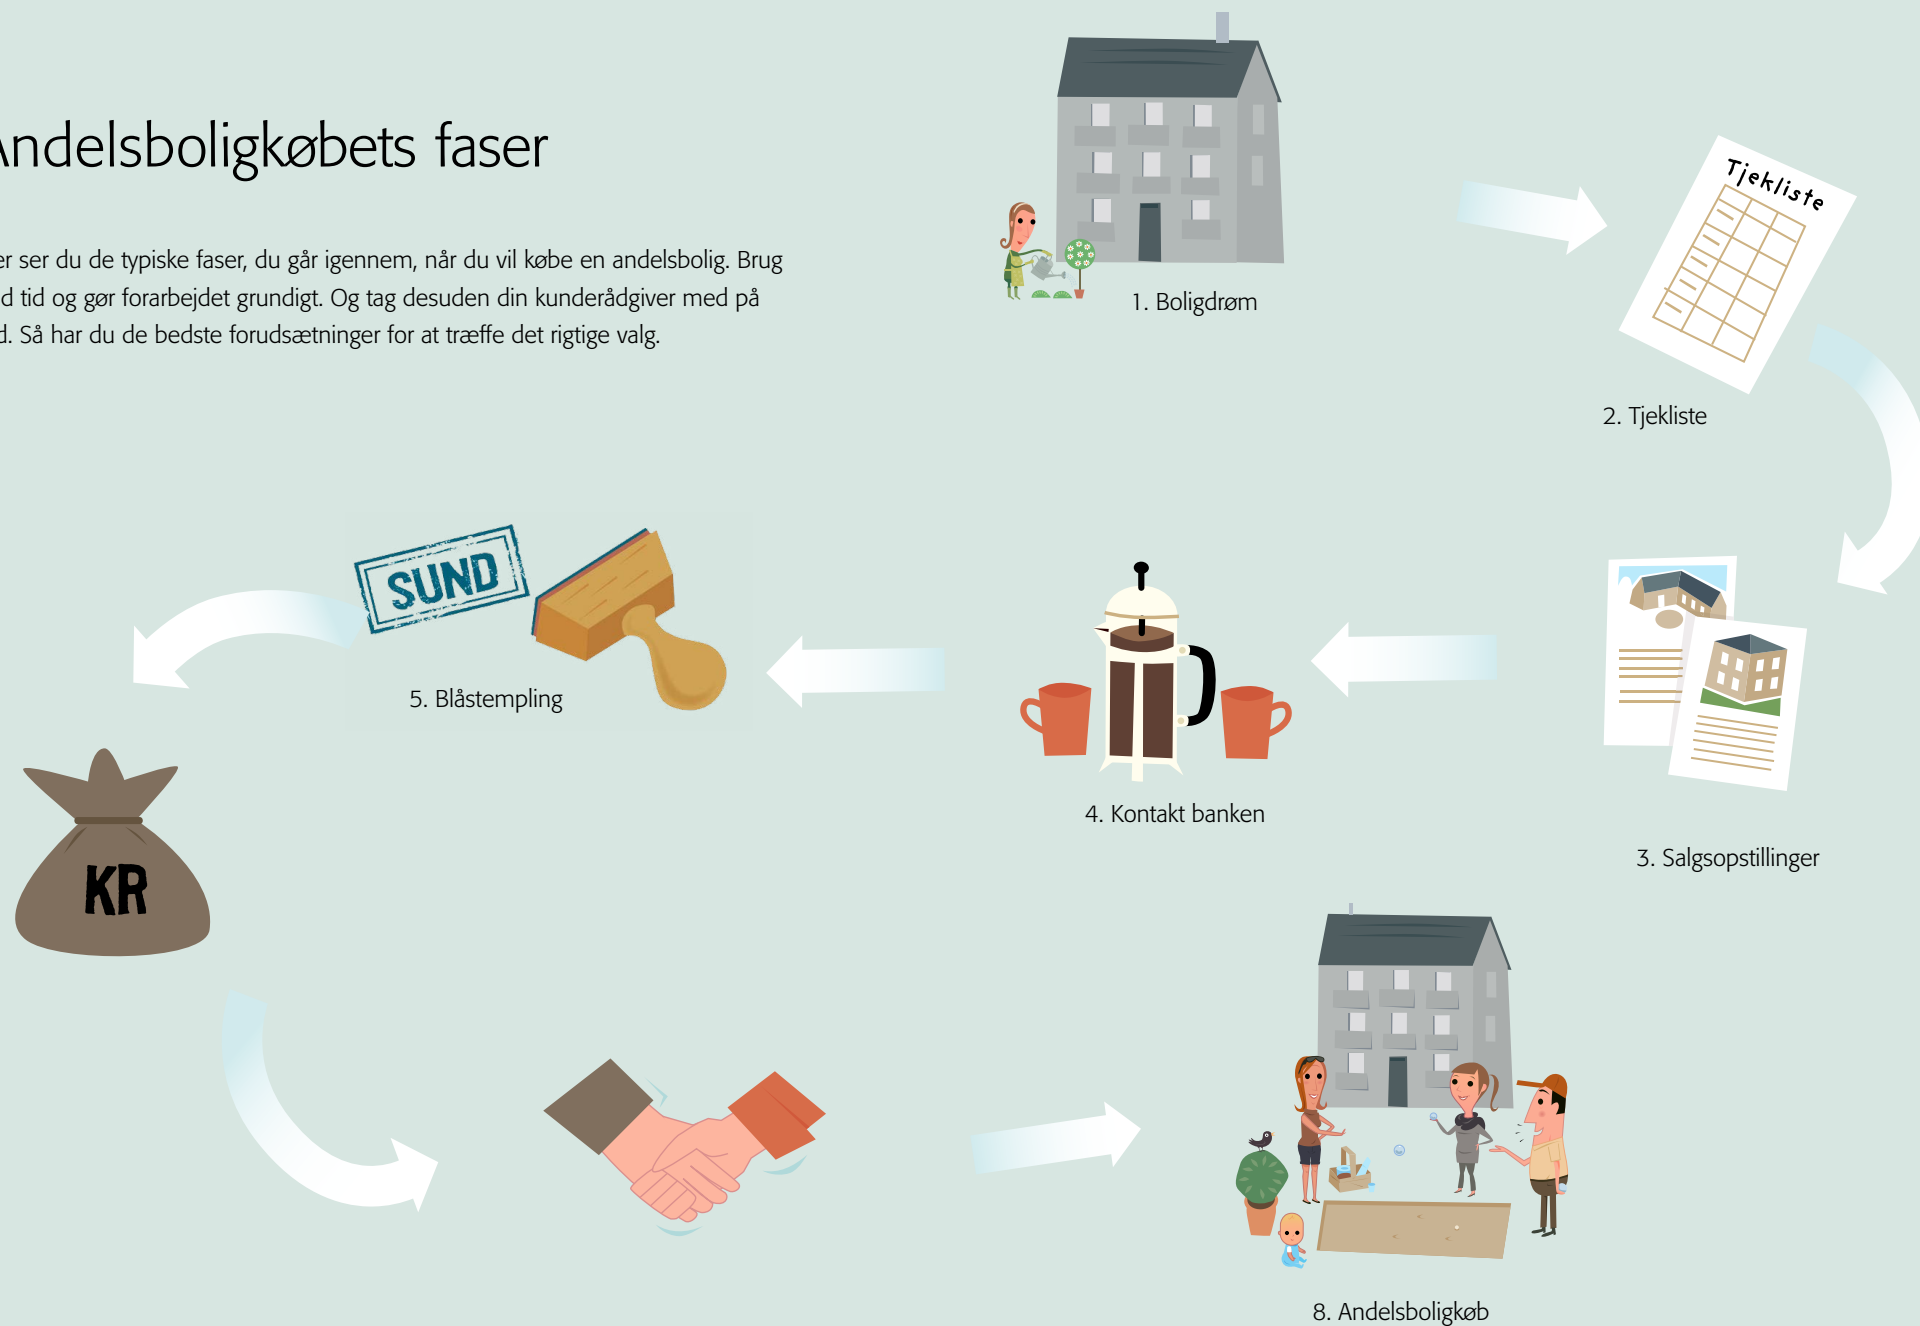 Andelsboligkøbets faser
er ser du de typiske faser, du går igennem, når du vil købe en andelsbolig. Brug
d tid og gør forarbejdet grundigt. Og tag desuden din kunderådgiver med på
d. Så har du de bedste forudsætninger for at træffe det rigtige valg.
1. Boligdrøm
Tjekliste
2. Tjekliste
SUND
5. Blåstempling
4. Kontakt banken
3. Salgsopstillinger
KR
8. Andelsboligkøb